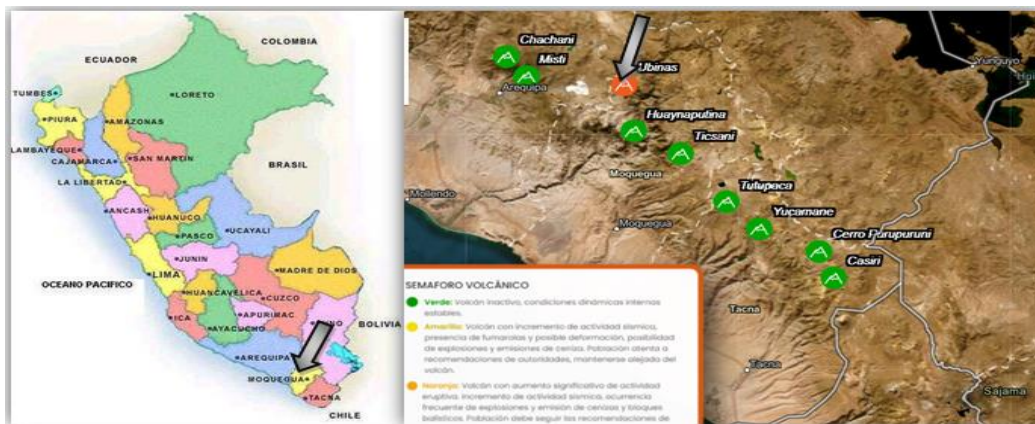 COLOMBIA
ECUADOR
TUMBES
LORETO
PIURA
AMAZONAS
LAMBAYEQUE
CAJAMARCA
SAN MARTIN
BRASIL
LA LIBERTAD
ANCASH
HUANUCO
PASCO
UCAYALI
JUNIN
LIMA
MADRE DE DIOS
OCEANO PACIFICO
HUANCAVELICA
CUZCO
ICA
APURIMAC
AYACUCHO
BOLIVIA
AREQUIPA
MOQUEGUA
TACNA
CHILE
Chachani
Misti
Ubinas
Arequipa
Yunguyo
Huaynaputina
Ticsani
Moquegua
Mollendo
Tutupaca
Moquegua
Yucamane
Cerro Purupuruni
Casiri
Tacna
Tacna
Sajama
SEMAFORO VOLCÁNICO
Verde: Volcán inactivo, condiciones dinámicas internas
estables.
Amarillo: Volcán con incremento de actividad sísmica,
presencia de fumarolas y posible deformación, posibilidad
de explosiones y emisiones de ceniza. Población atenta a
recomendaciones de autoridades, mantenerse alejada del
volcán.
Naranja: Volcán con aumento significativo de actividad
eruptiva. Incremento de actividad sísmica, ocurrencia
frecuente de explosiones y emisión de cenizas y bloques
balísticos. Población debe seguir las recomendaciones de